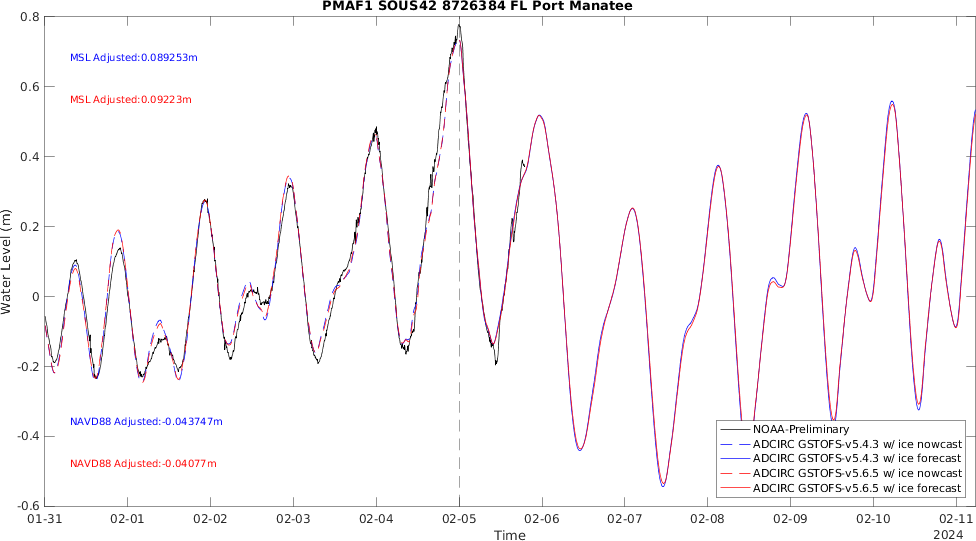 PMAF1 SOUS42 8726384 FL Port Manatee
0.8
0.6
0.4
0.2
0
-0.2
-0.4
-0.6
Water Level (m)
MSL Adjusted:0.089253m
MSL Adjusted:0.09223m
NAVD88 Adjusted:-0.043747m
NAVD88 Adjusted:-0.04077m
NOAA-Preliminary
ADCIRC GSTOFS-v5.4.3 w/ ice nowcast
ADCIRC GSTOFS-v5.4.3 w/ ice forecast
ADCIRC GSTOFS-v5.6.5 w/ ice nowcast
ADCIRC GSTOFS-v5.6.5 w/ ice forecast
01-31 02-01 02-02 02-03 02-04 02-05 02-06 02-07 02-08 02-09 02-10 02-11
Time
2024